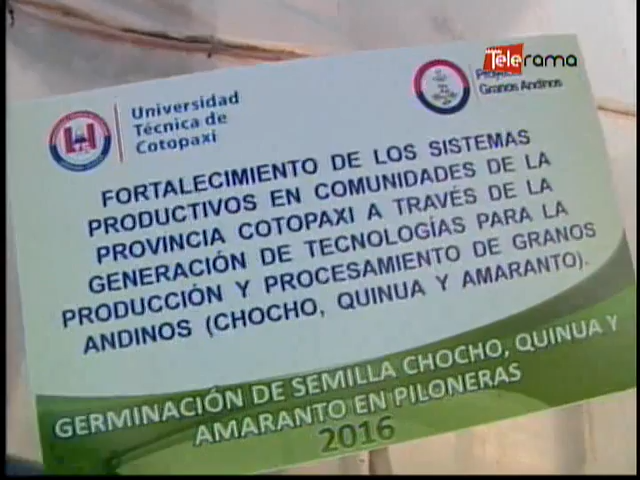 Telerama
Universidad
Técnica de
Cotopaxi
Granos Andinos
FORTALECIMIENTO DE LOS SISTEMAS
PRODUCTIVOS EN COMUNIDADES DE LA
PROVINCIA COTOPAXI A TRAVÉS DE LA
GENERACIÓN DE TECNOLOGÍAS PARA LA
PRODUCCIÓN Y PROCESAMIENTO DE GRANOS
ANDINOS (CHOCHO, QUINUA Y AMARANTO).
GERMINACIÓN DE SEMILLA CHOCHO, QUINUA Y
AMARANTO EN PILONERAS
2016